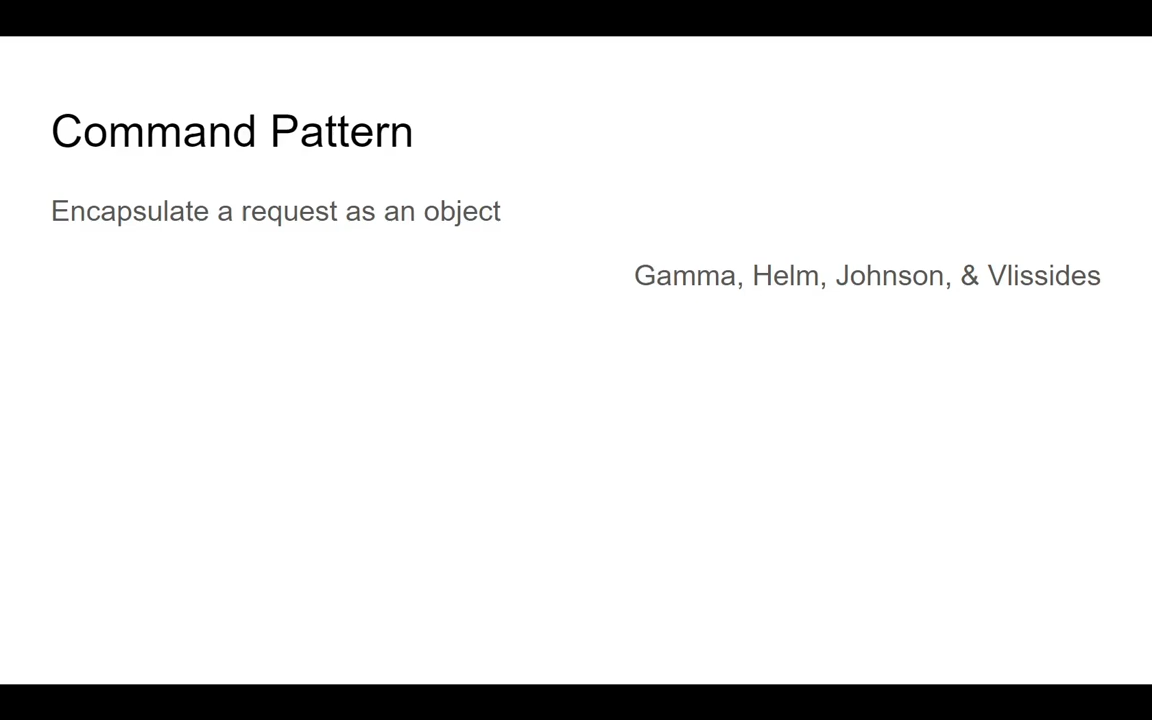 Command Pattern
Encapsulate a request as an object
Gamma, Helm, Johnson, & Vlissides